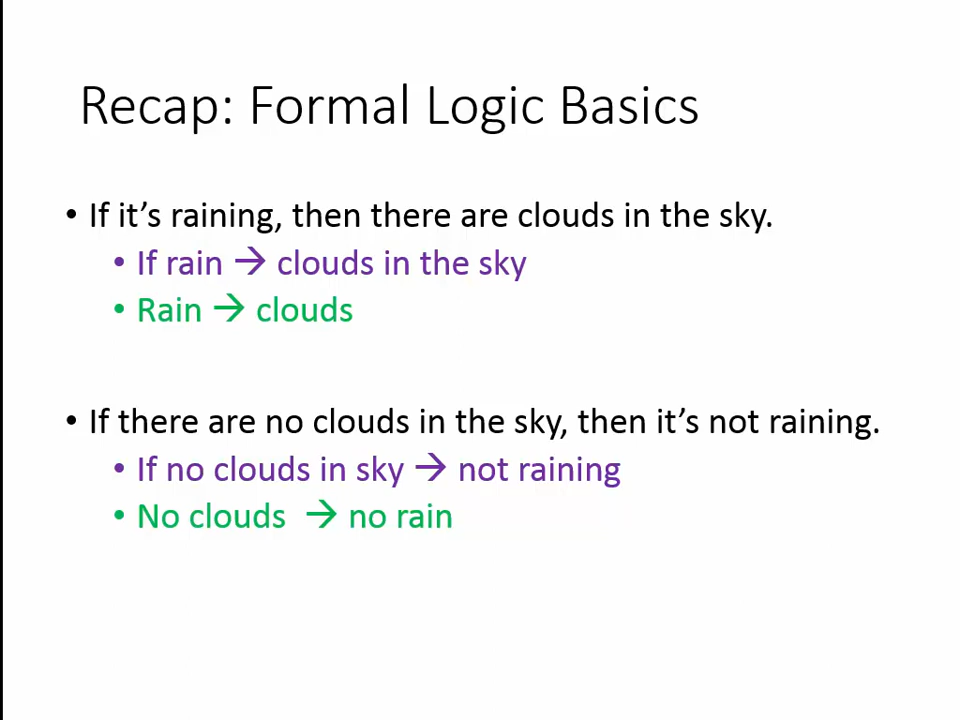 Recap: Formal Logic Basics
• If it’s raining, then there are clouds in the sky.
• If rain → clouds in the sky
• Rain → clouds
• If there are no clouds in the sky, then it’s not raining.
• If no clouds in sky → not raining
• No clouds → no rain